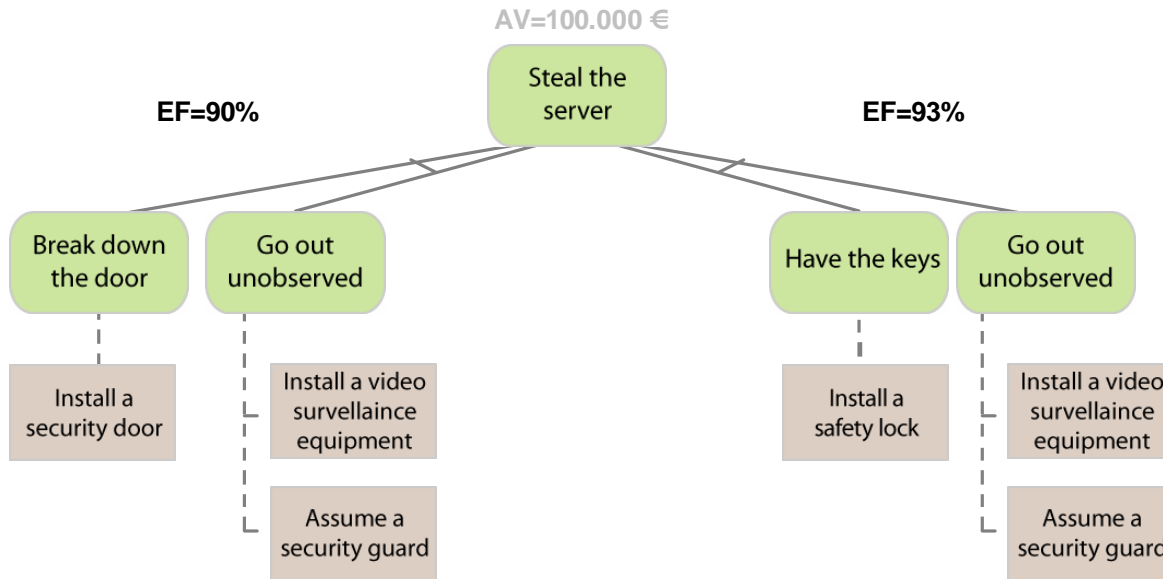 AV=100.000 €
Steal the
server
EF=90%
EF=93%
Break down
the door
Go out
unobserved
Have the keys
Go out
unobserved
Install a
security door
Install a video
survellaince
equipment
Install a
safety lock
Install a video
survellaince
equipment
Assume a
security guard
Assume a
security guard